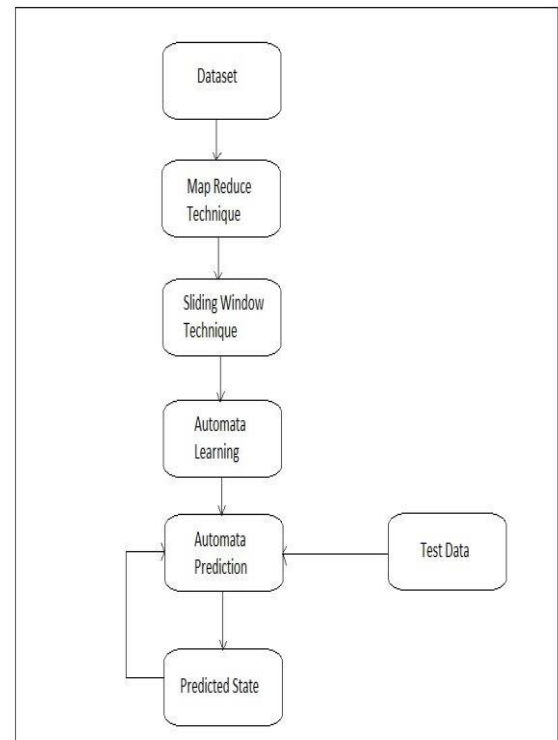 Dataset
Map Reduce
Technique
Sliding Window
Technique
Automata
Learning
Automata
Prediction
Test Data
Predicted State